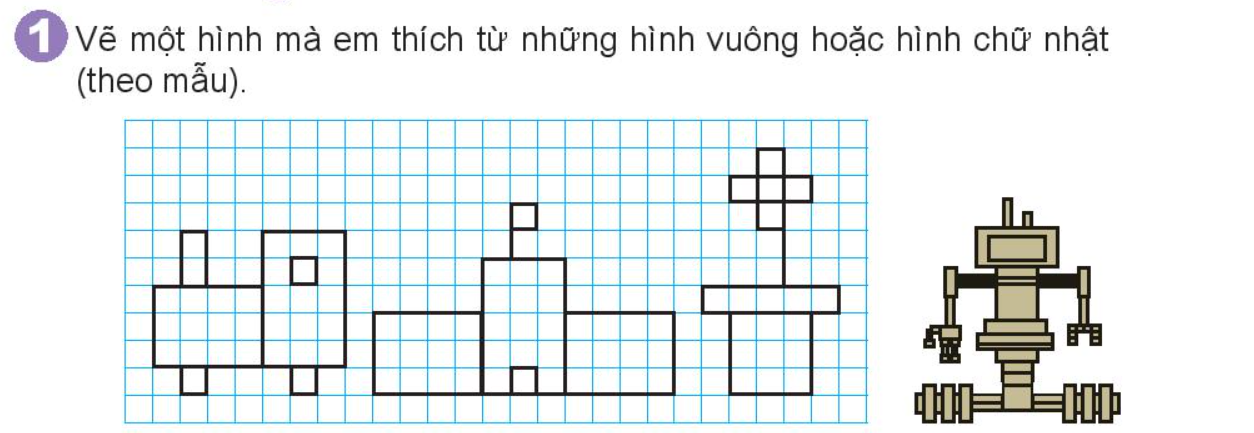 1 Vẽ một hình mà em thích từ những hình vuông hoặc hình chữ nhật
(theo mẫu).